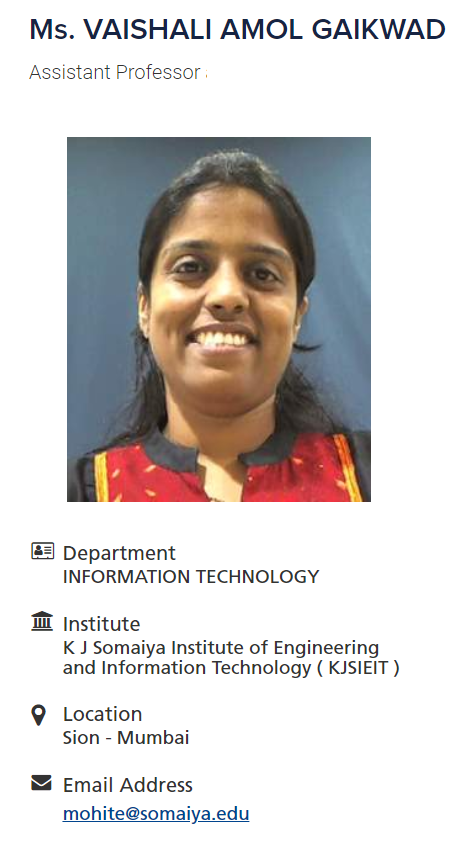 Ms. VAISHALI AMOL GAIKWAD
Assistant Professor
Department
INFORMATION TECHNOLOGY
Institute
K J Somaiya Institute of Engineering
and Information Technology ( KJSIEIT )
Location
Sion - Mumbai
Email Address
mohite@somaiya.edu